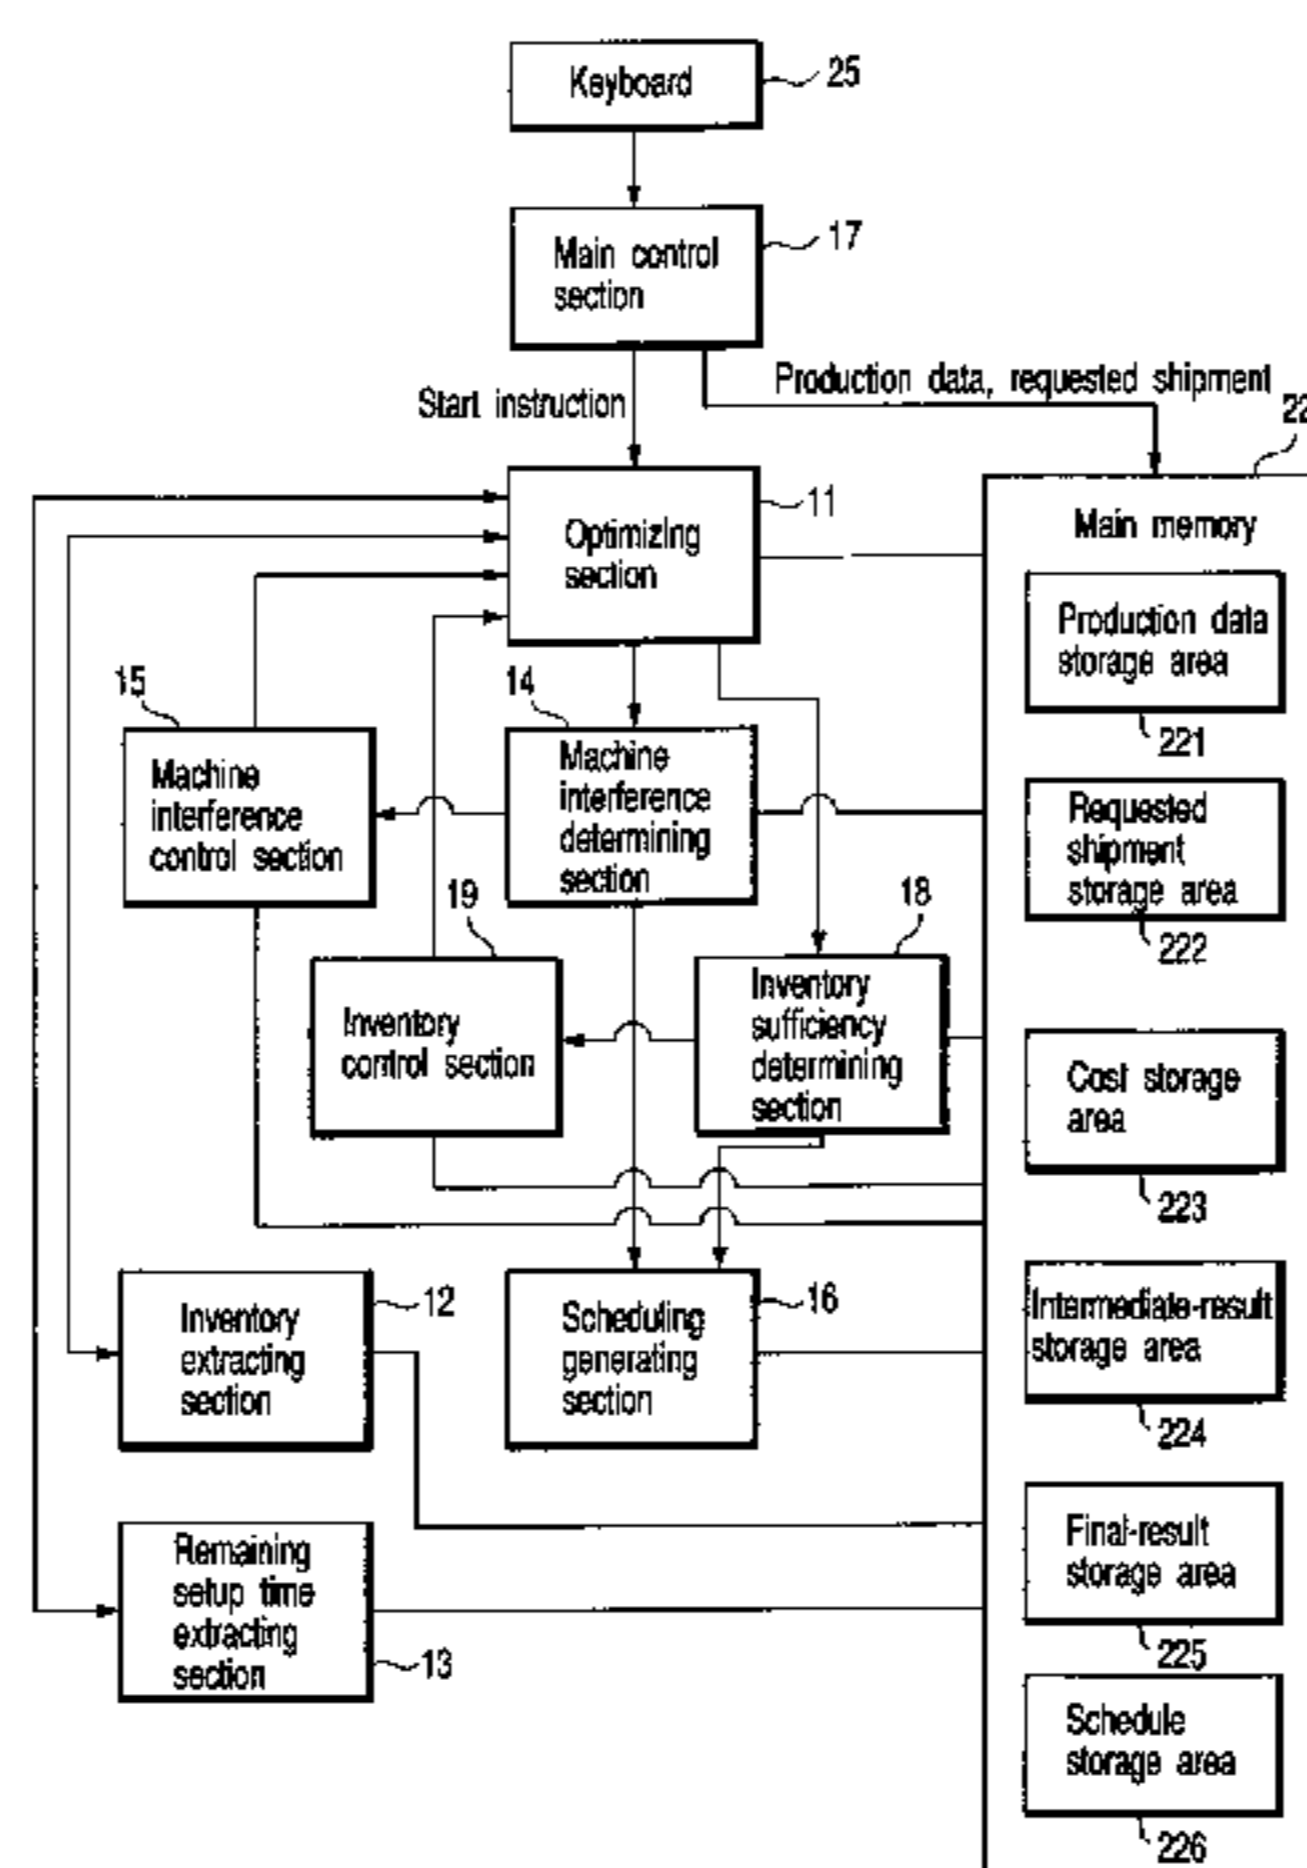 Keyboard
25
Main control
section
17
Start instruction
Production data, requested shipment
22
Optimizing
section
11
Main memory
Production data
storage area
221
15
14
Machine
interference
control section
Machine
interference
determining
section
Requested
shipment
storage area
222
19
18
Inventory
control section
Inventory
sufficiency
determining
section
Cost storage
area
223
Inventory
extracting
section
12
Scheduling
generating
section
16
Intermediate-result
storage area
224
Remaining
setup time
extracting
section
13
Final-result
storage area
225
Schedule
storage area
226